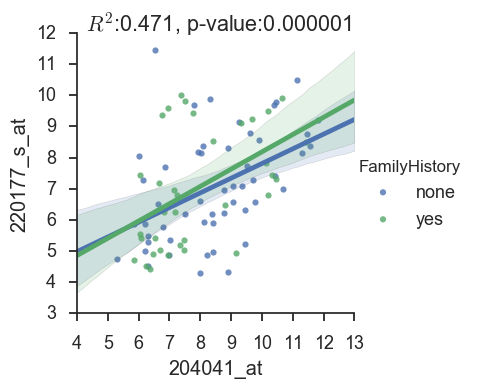 R²:0.471, p-value:0.000001
12
11
10
9
8
7
6
5
4
3
220177_s_at
4 5 6 7 8 9 10 11 12 13
204041_at
FamilyHistory
none
yes